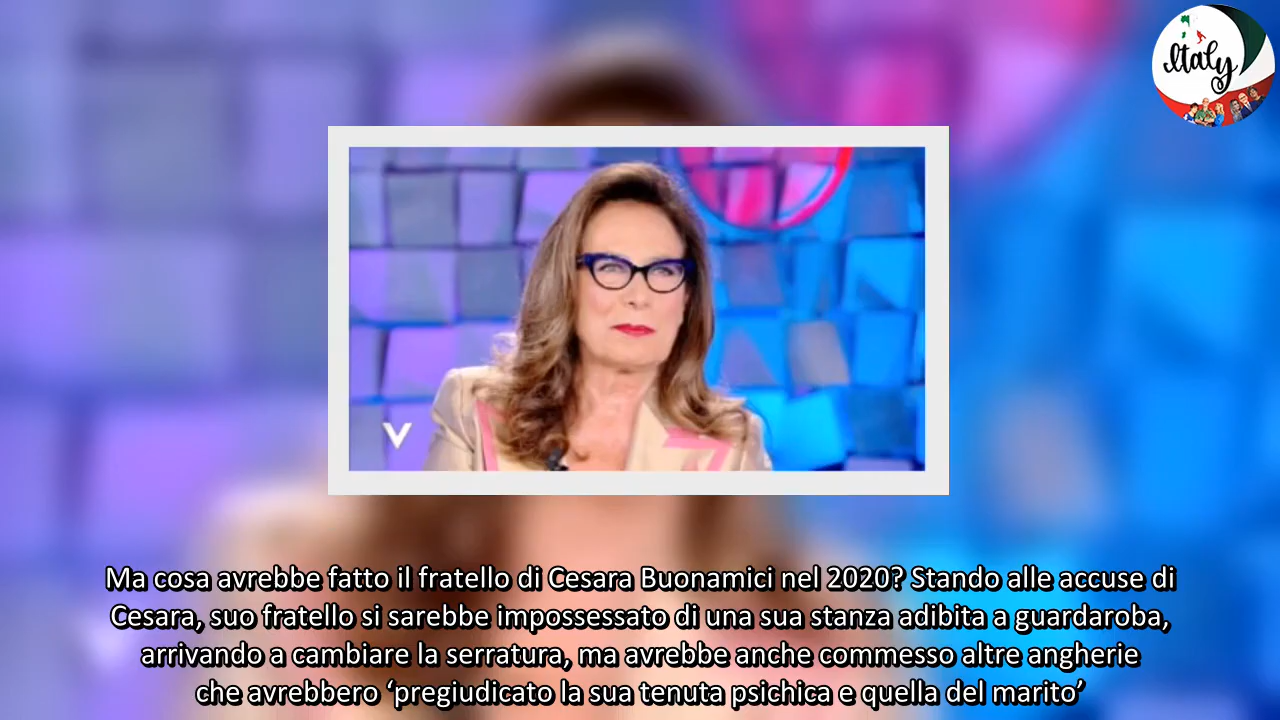 Italy
V
Ma cosa avrebbe fatto il fratello di Cesara Buonamici nel 2020? Stando alle accuse di
Cesara, suo fratello si sarebbe impossessato di una sua stanza adibita a guardaroba,
arrivando a cambiare la serratura, ma avrebbe anche commesso altre angherie
che avrebbero ‘pregiudicato la sua tenuta psichica e quella del marito’